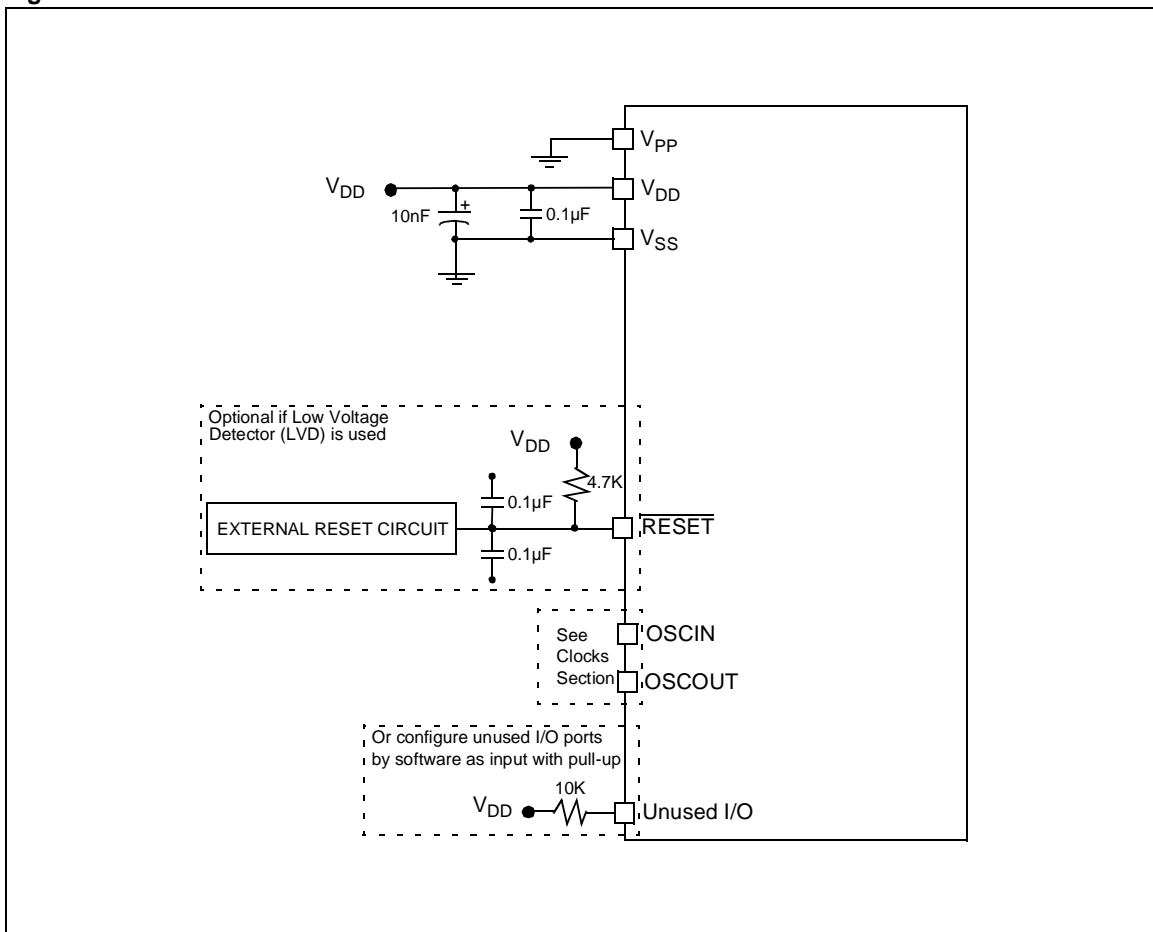 V_PP
V_DD
V_DD
10nF
+
0.1µF
V_SS
Optional if Low Voltage
Detector (LVD) is used
V_DD
4.7K
0.1µF
EXTERNAL RESET CIRCUIT
RESET
0.1µF
See
Clocks
Section
OSCIN
OSCOUT
Or configure unused I/O ports
by software as input with pull-up
10K
V_DD
Unused I/O